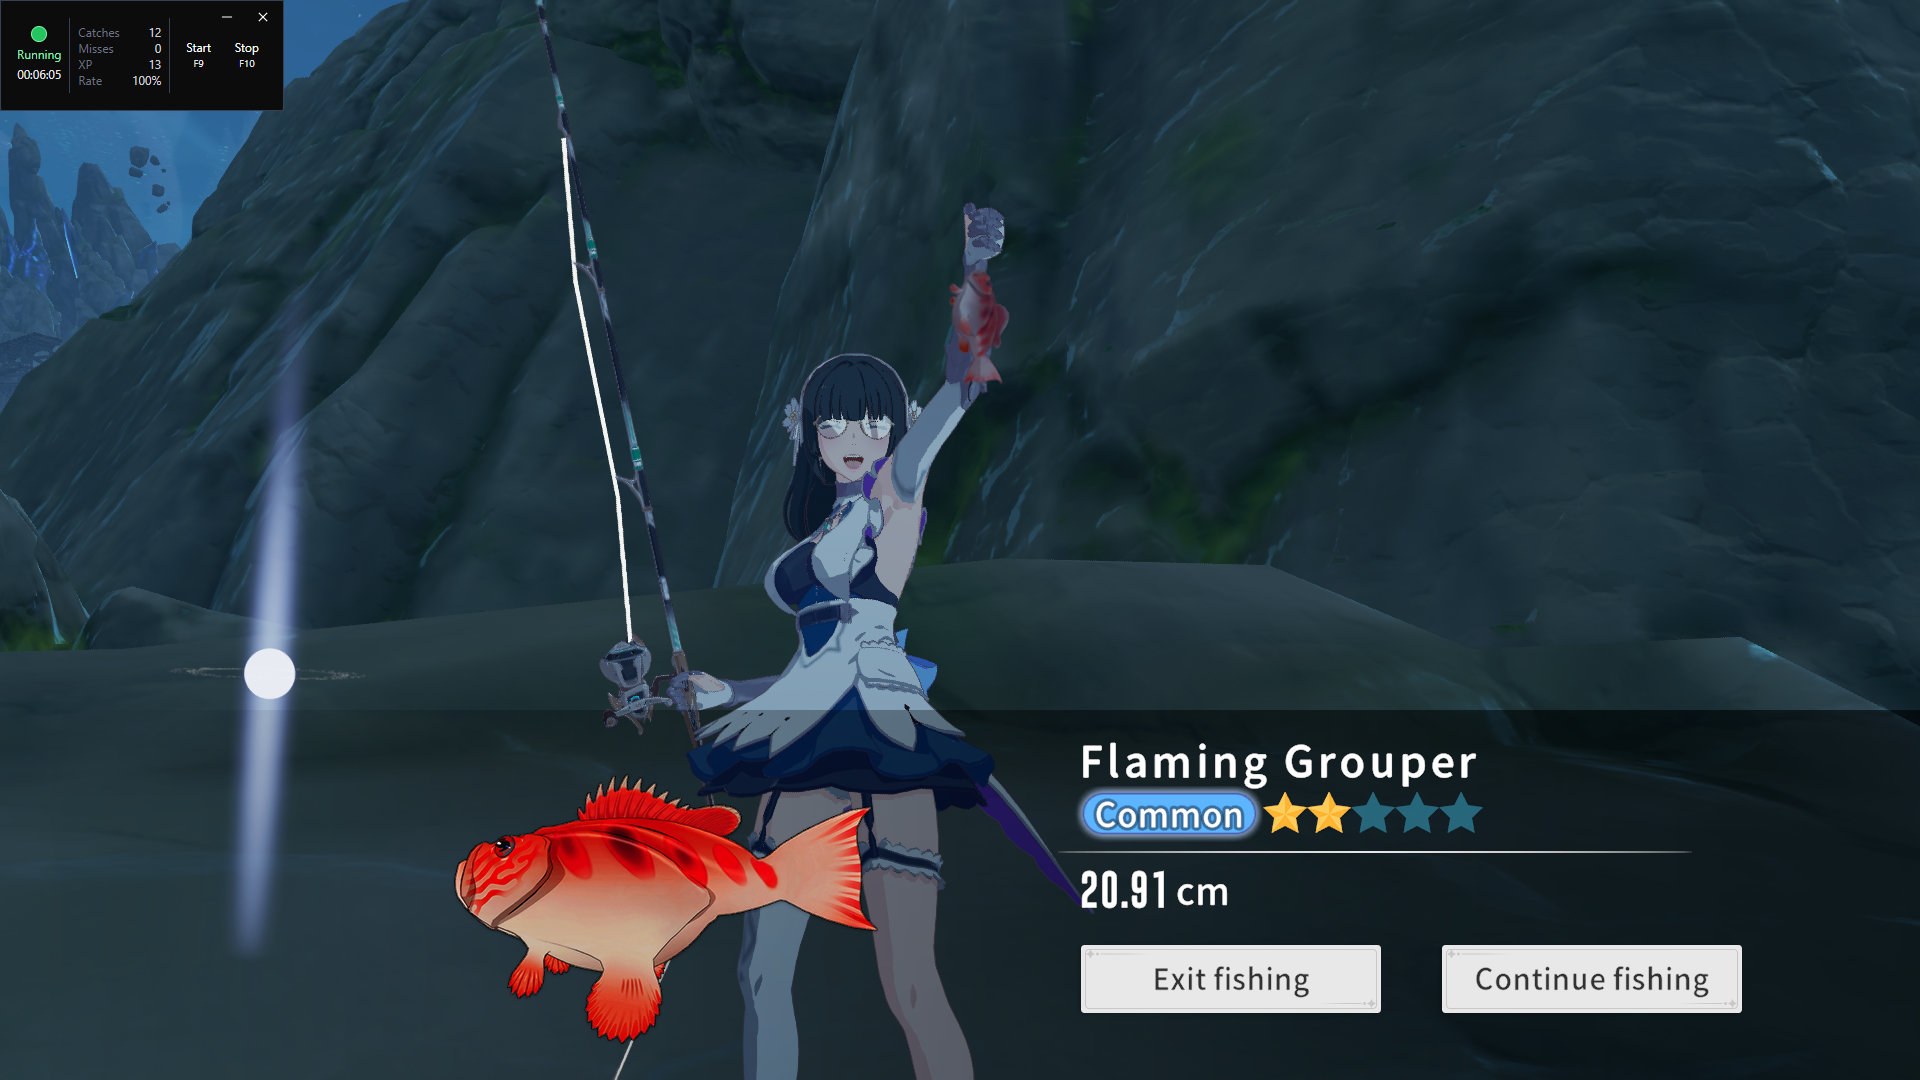 Running
00:06:05
Catches 12
Misses 0
XP 13
Rate 100%
Start
F9
Stop
F10
Flaming Grouper
Common
20.91 cm
Exit fishing
Continue fishing